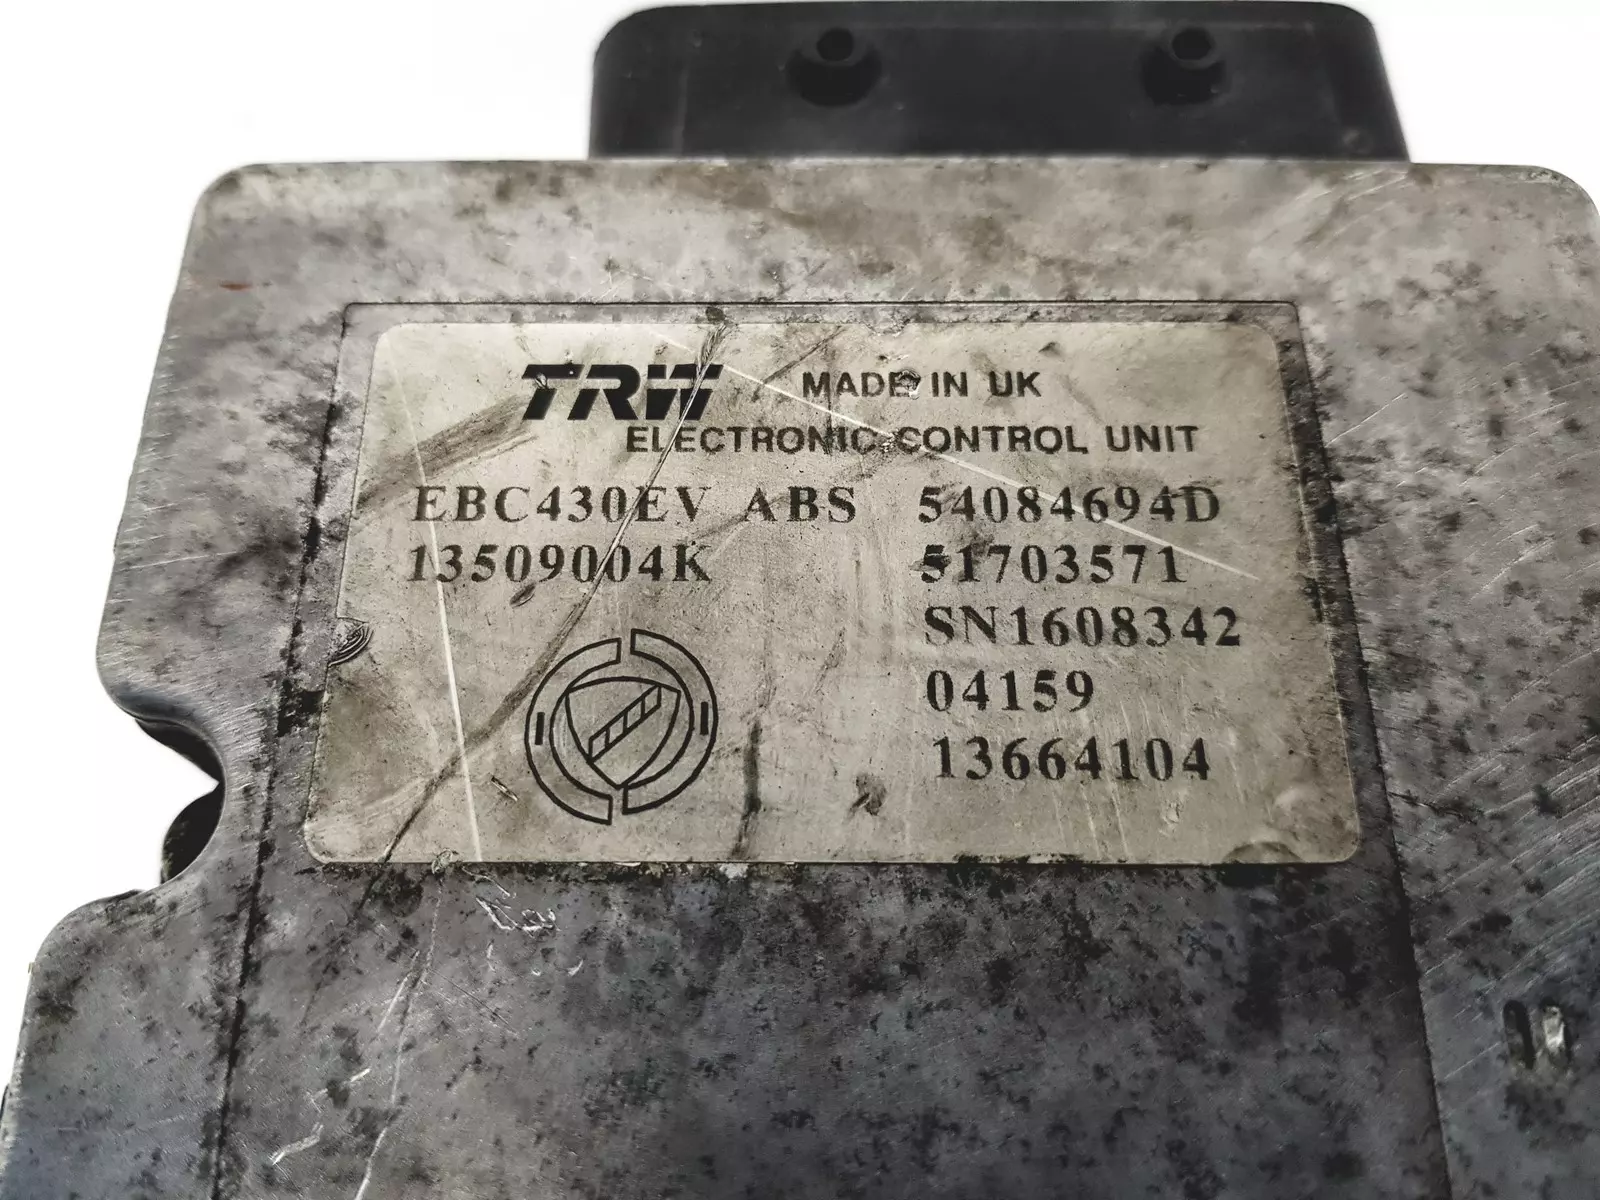 TRW MADE IN UK
ELECTRONIC CONTROL UNIT
EBC430EV ABS 54084694D
13509004K 51703571
SN1608342
04159
13664104